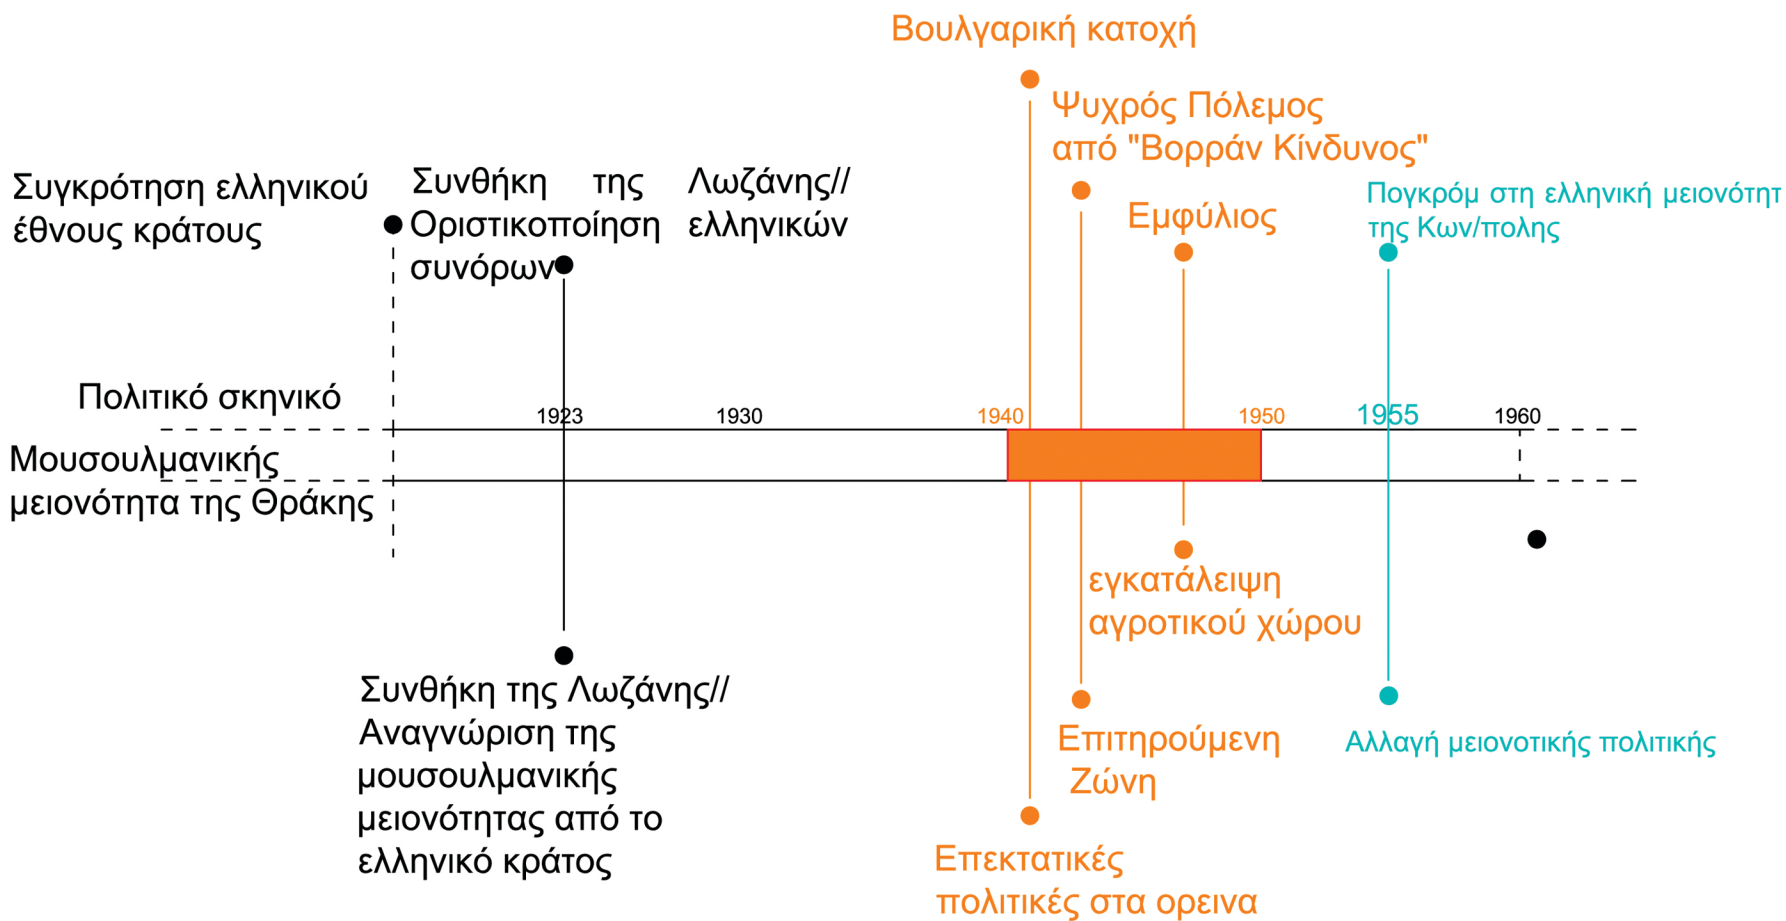 Βουλγαρική κατοχή
Ψυχρός Πόλεμος
από "Βορράν Κίνδυνος"
Συγκρότηση ελληνικού
έθνους κράτους
Συνθήκη της Λωζάνης//
Οριστικοποίηση ελληνικών
συνόρων
Εμφύλιος
Πογκρόμ στη ελληνική μειονότητ
της Κων/πολης
Πολιτικό σκηνικό
1923
1930
1940
1950
1955
1960
Μουσουλμανικής
μειονότητα της Θράκης
εγκατάλειψη
αγροτικού χώρου
Συνθήκη της Λωζάνης//
Αναγνώριση της
μουσουλμανικής
μειονότητας από το
ελληνικό κράτος
Επιτηρούμενη
Ζώνη
Αλλαγή μειονοτικής πολιτικής
Επεκτατικές
πολιτικές στα ορεινα